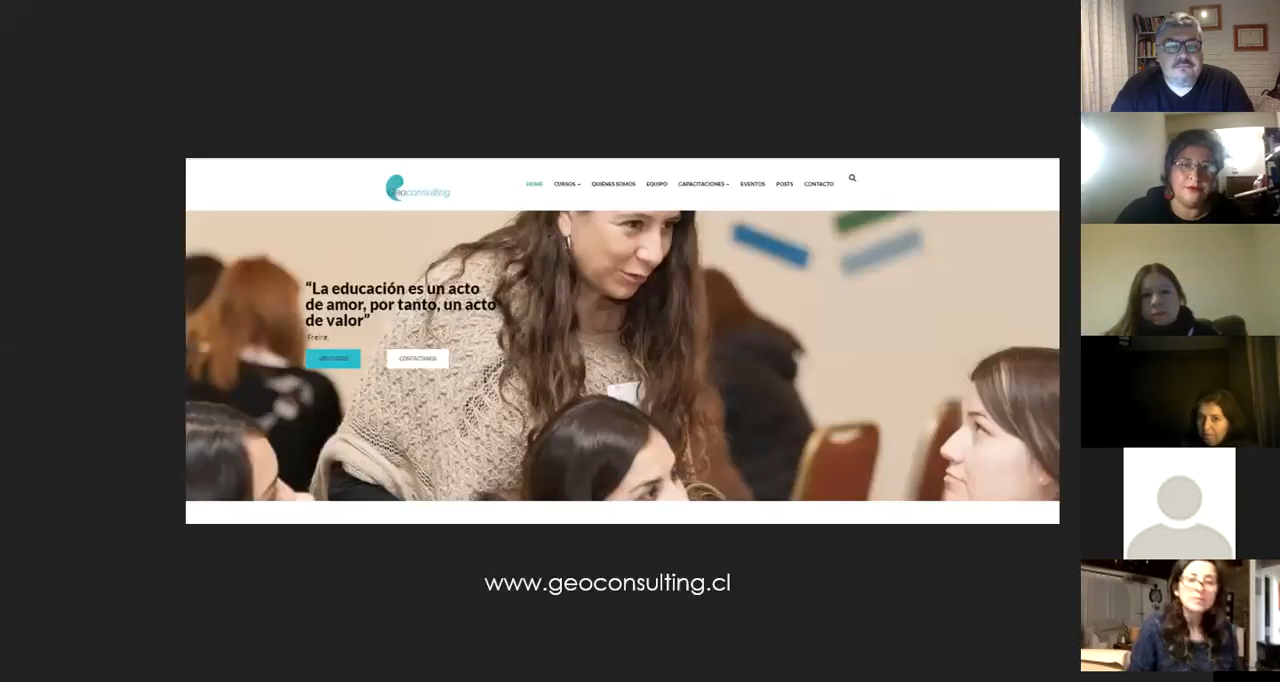 geoconsulting
HOME CURSOS QUIÉNES SOMOS EQUIPO CAPACITACIONES EVENTOS POSTS CONTACTO
“La educación es un acto
de amor, por tanto, un acto
de valor”
Freire.
CONTÁCTANOS
www.geoconsulting.cl